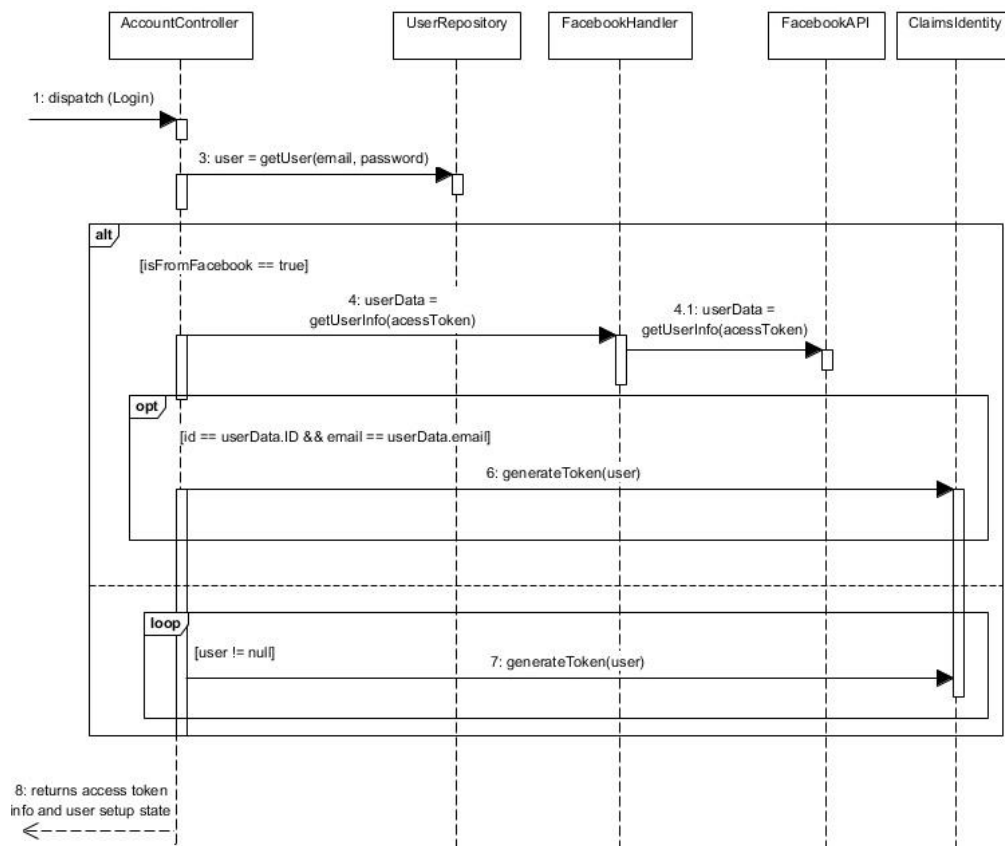 AccountController
UserRepository
FacebookHandler
FacebookAPI
ClaimsIdentity
1: dispatch (Login)
3: user = getUser(email, password)
alt
[isFromFacebook == true]
4: userData =
getUserInfo(acessToken)
4.1: userData =
getUserInfo(acessToken)
opt
[id == userData.ID && email == userData.email]
6: generateToken(user)
loop
[user != null]
7: generateToken(user)
8: returns access token
info and user setup state